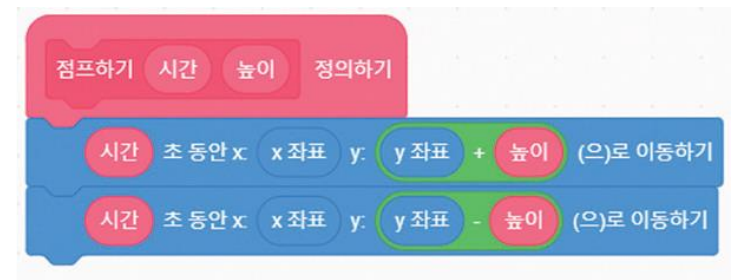 점프하기 시간 높이 정의하기
시간 초 동안 x: x 좌표 y: y 좌표 + 높이 (으)로 이동하기
시간 초 동안 x: x 좌표 y: y 좌표 - 높이 (으)로 이동하기